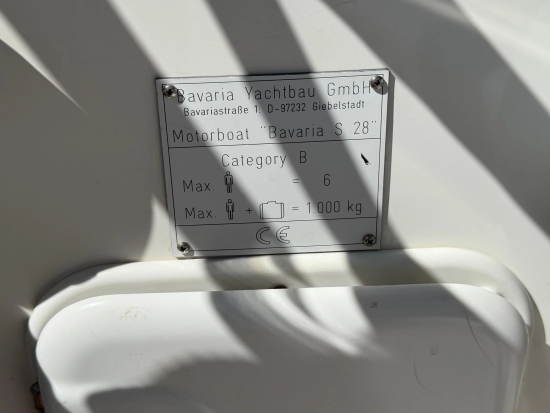 Bavaria Yachtbau GmbH
Bavariastraße 1, D-97232 Giebelstadt
Motorboat "Bavaria S 28"
Category B
Max. = 6
Max. + = 1.000 kg
CE